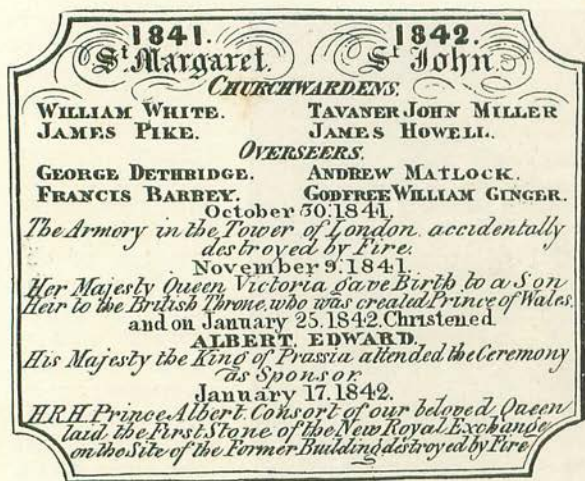 1841. 1842.
St Margaret. St John.
CHURCHWARDENS.
WILLIAM WHITE. TAVANER JOHN MILLER
JAMES PIKE. JAMES HOWELL.
OVERSEERS.
GEORGE DETHRIDGE. ANDREW MATLOCK.
FRANCIS BARBEY. GODFREE WILLIAM GINGER.
October 30: 1841.
The Armory in the Tower of London accidentally
destroyed by Fire.
November 9: 1841.
Her Majesty Queen Victoria gave Birth to a Son
Heir to the British Throne, who was created Prince of Wales.
and on January 25. 1842. Christened
ALBERT. EDWARD.
His Majesty the King of Prassia attended the Ceremony
as Sponsor.
January 17. 1842.
H.R.H. Prince Albert. Consort of our beloved Queen
laid the First Stone of the New Royal Exchange
on the Site of the Former Building destroyed by Fire